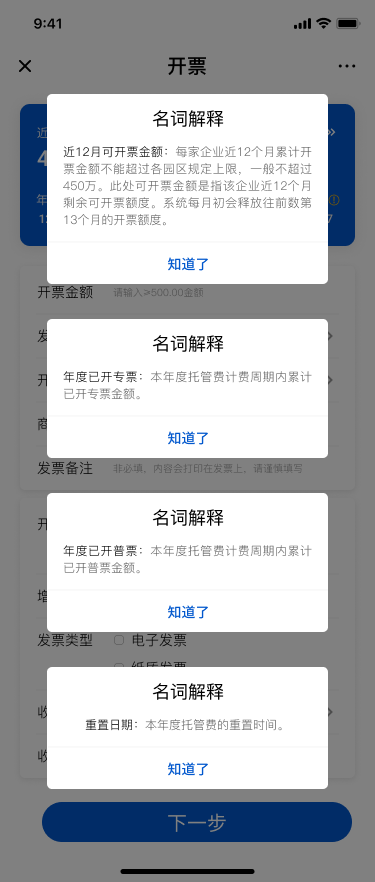 9:41
开票
近
4
年
1
7
名词解释
近12月可开票金额：每家企业近12个月累计开
票金额不能超过各园区规定上限，一般不超过
450万。此处可开票金额是指该企业近12个月
剩余可开票额度。系统每月初会释放往前数第
13个月的开票额度。
知道了
开票金额 请输入≥500.00金额
发
名词解释
年度已开专票：本年度托管费计费周期内累计
已开专票金额。
知道了
开
商
发票备注 非必填，内容会打印在发票上，请谨慎填写
开
名词解释
年度已开普票：本年度托管费计费周期内累计
已开普票金额。
知道了
增
发票类型 电子发票
纸质发票
名词解释
重置日期：本年度托管费的重置时间。
知道了
收
收
下一步